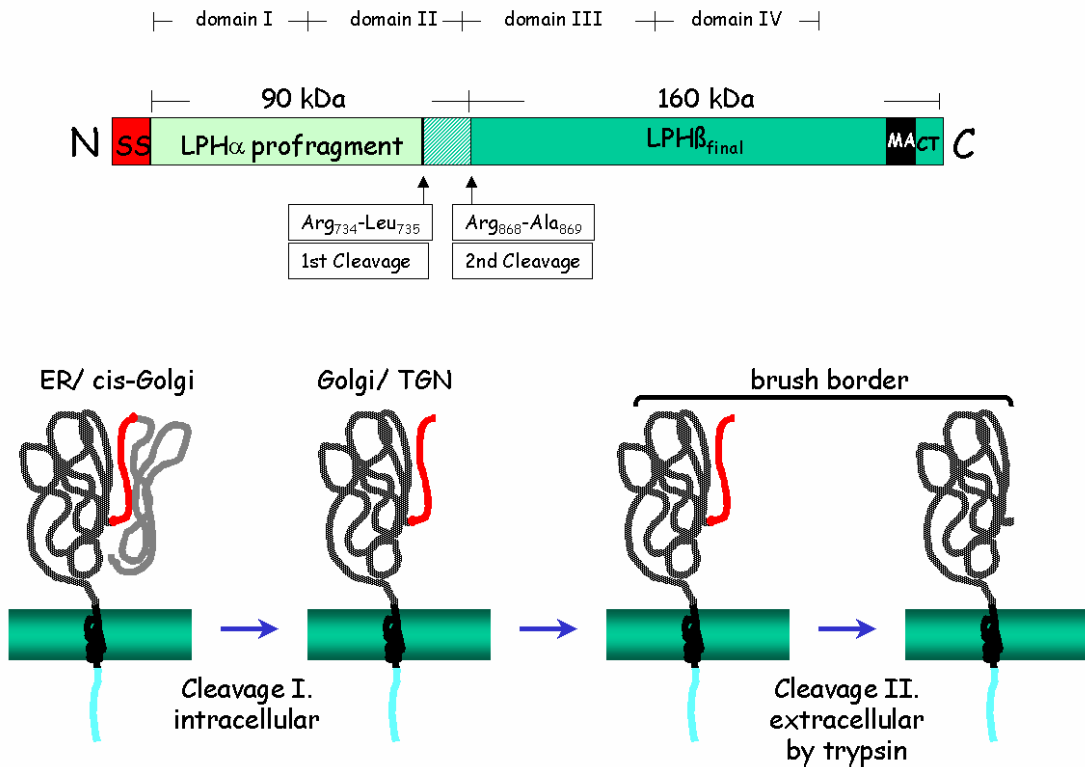 domain I domain II domain III domain IV
90 kDa 160 kDa
N SS LPHα profragment LPHß_final MA CT C
Arg₇₃₄-Leu₇₃₅ Arg₈₆₈-Ala₈₆₉
1st Cleavage 2nd Cleavage
ER/ cis-Golgi Golgi/ TGN brush border
Cleavage I. Cleavage II.
intracellular extracellular
by trypsin